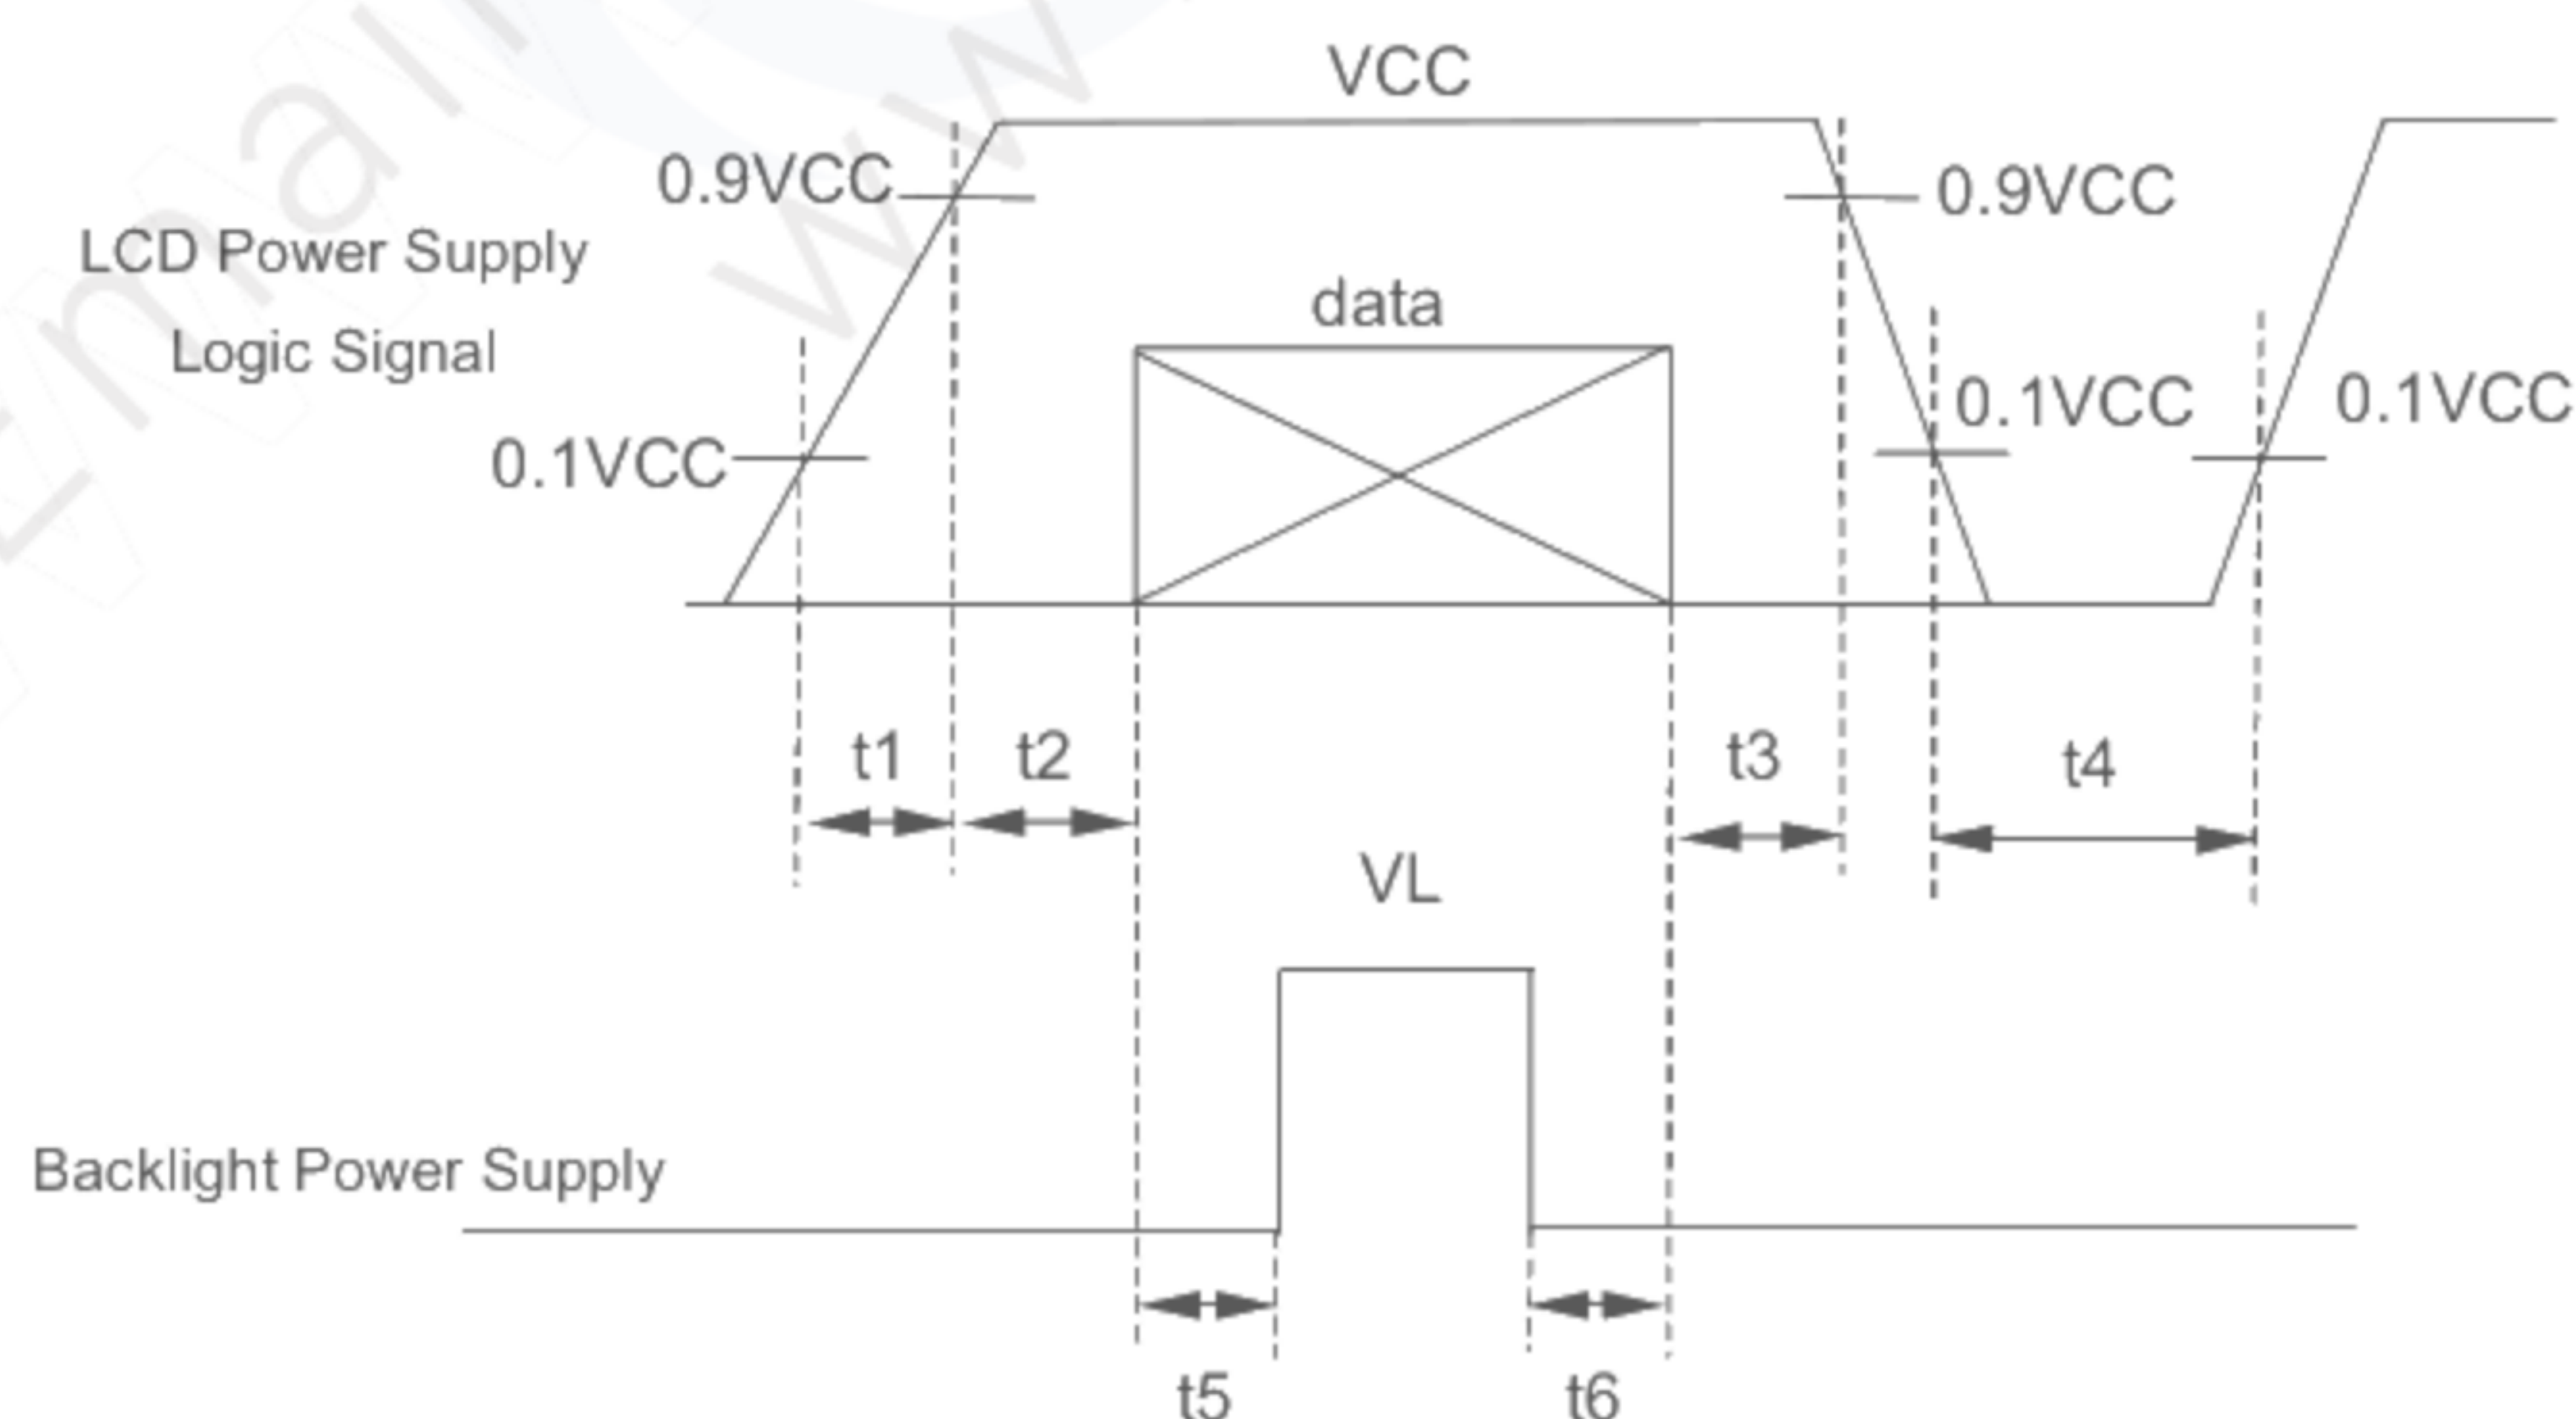 VCC
0.9VCC
0.9VCC
LCD Power Supply
Logic Signal
data
0.1VCC
0.1VCC
0.1VCC
t1
t2
t3
t4
VL
Backlight Power Supply
t5
t6